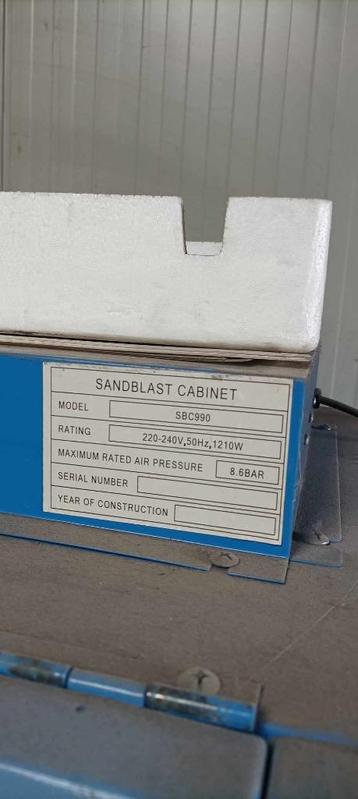 SANDBLAST CABINET
MODEL SBC990
RATING 220-240V,50Hz,1210W
MAXIMUM RATED AIR PRESSURE 8.6BAR
SERIAL NUMBER
YEAR OF CONSTRUCTION